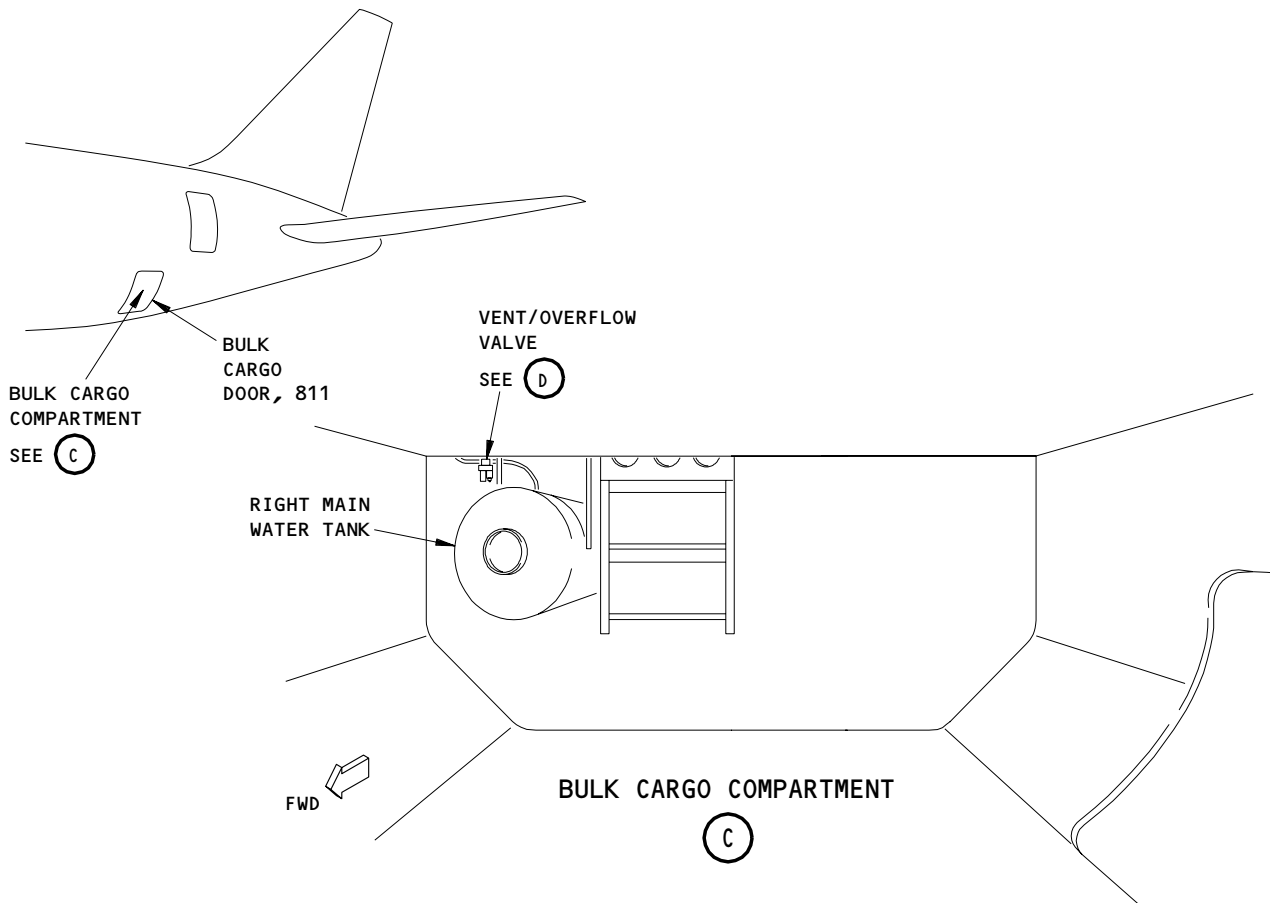 VENT/OVERFLOW
VALVE
SEE D
BULK
CARGO
DOOR, 811
BULK CARGO
COMPARTMENT
SEE C
RIGHT MAIN
WATER TANK
FWD
BULK CARGO COMPARTMENT
C